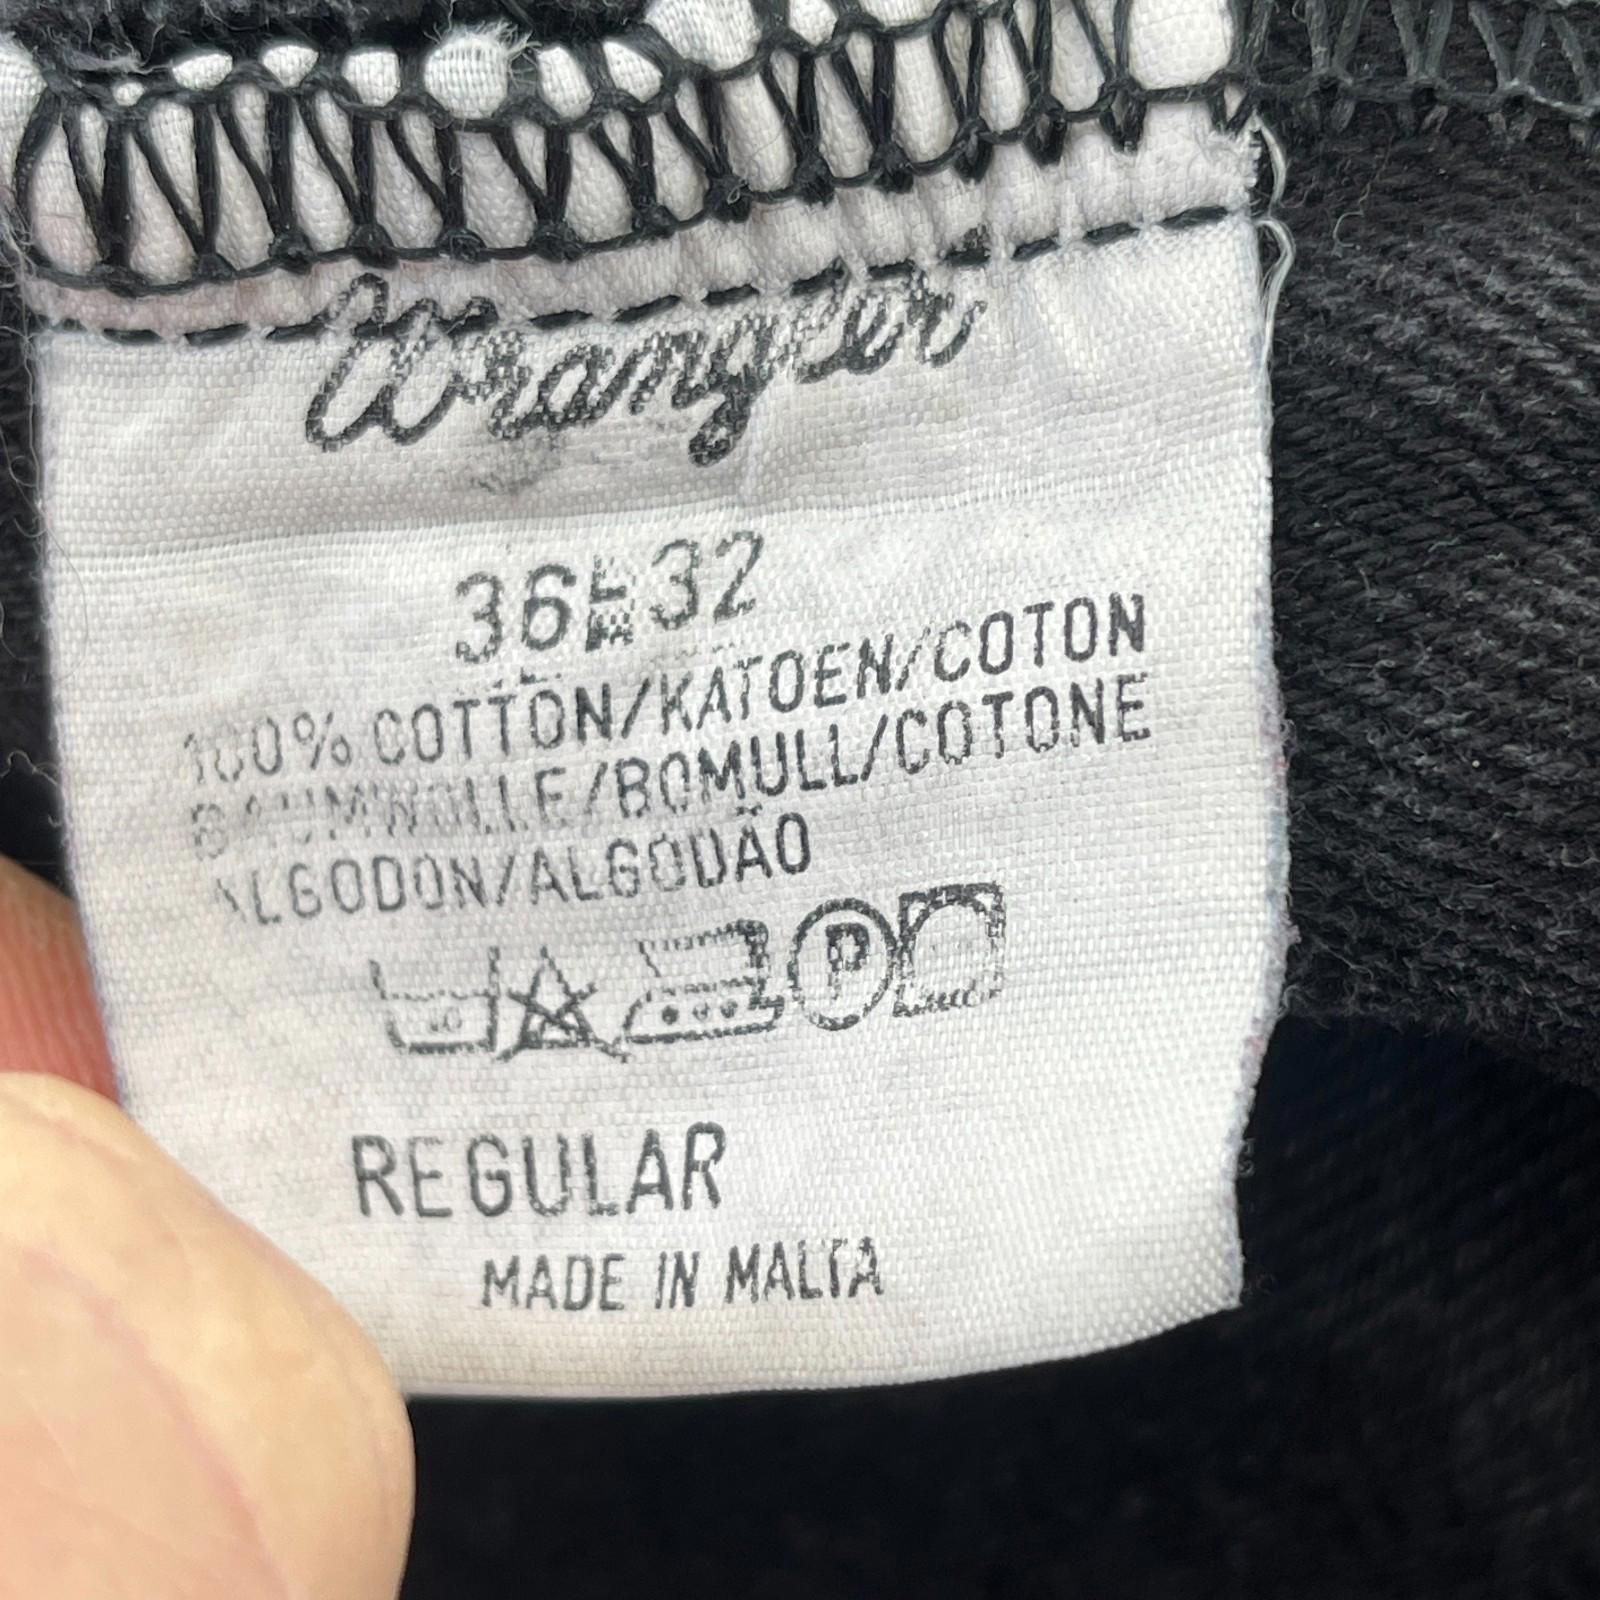 Wrangler
36 32
100% COTTON/KATOEN/COTON
BAUMWOLLE/BOMULL/COTONE
ALGODON/ALGODÃO
P
REGULAR
MADE IN MALTA